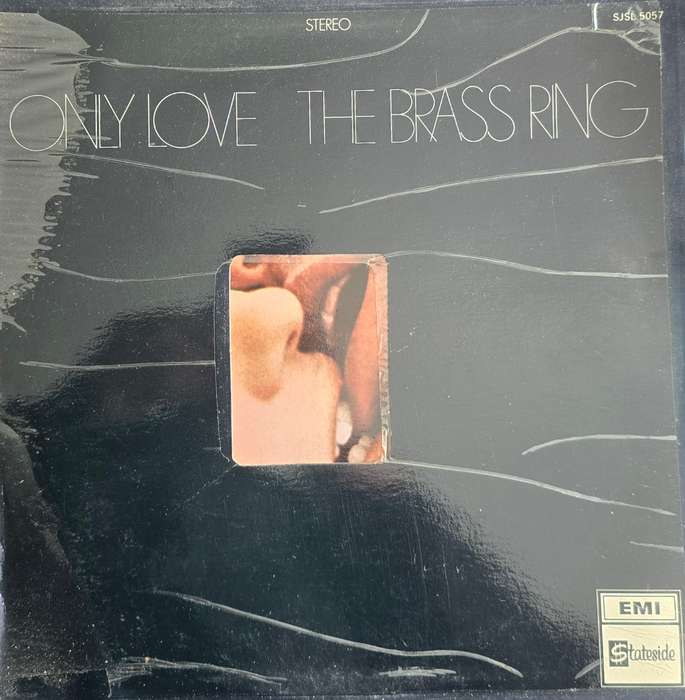 STEREO
SJSL 5057
ONLY LOVE THE BRASS RING
EMI
Stateside